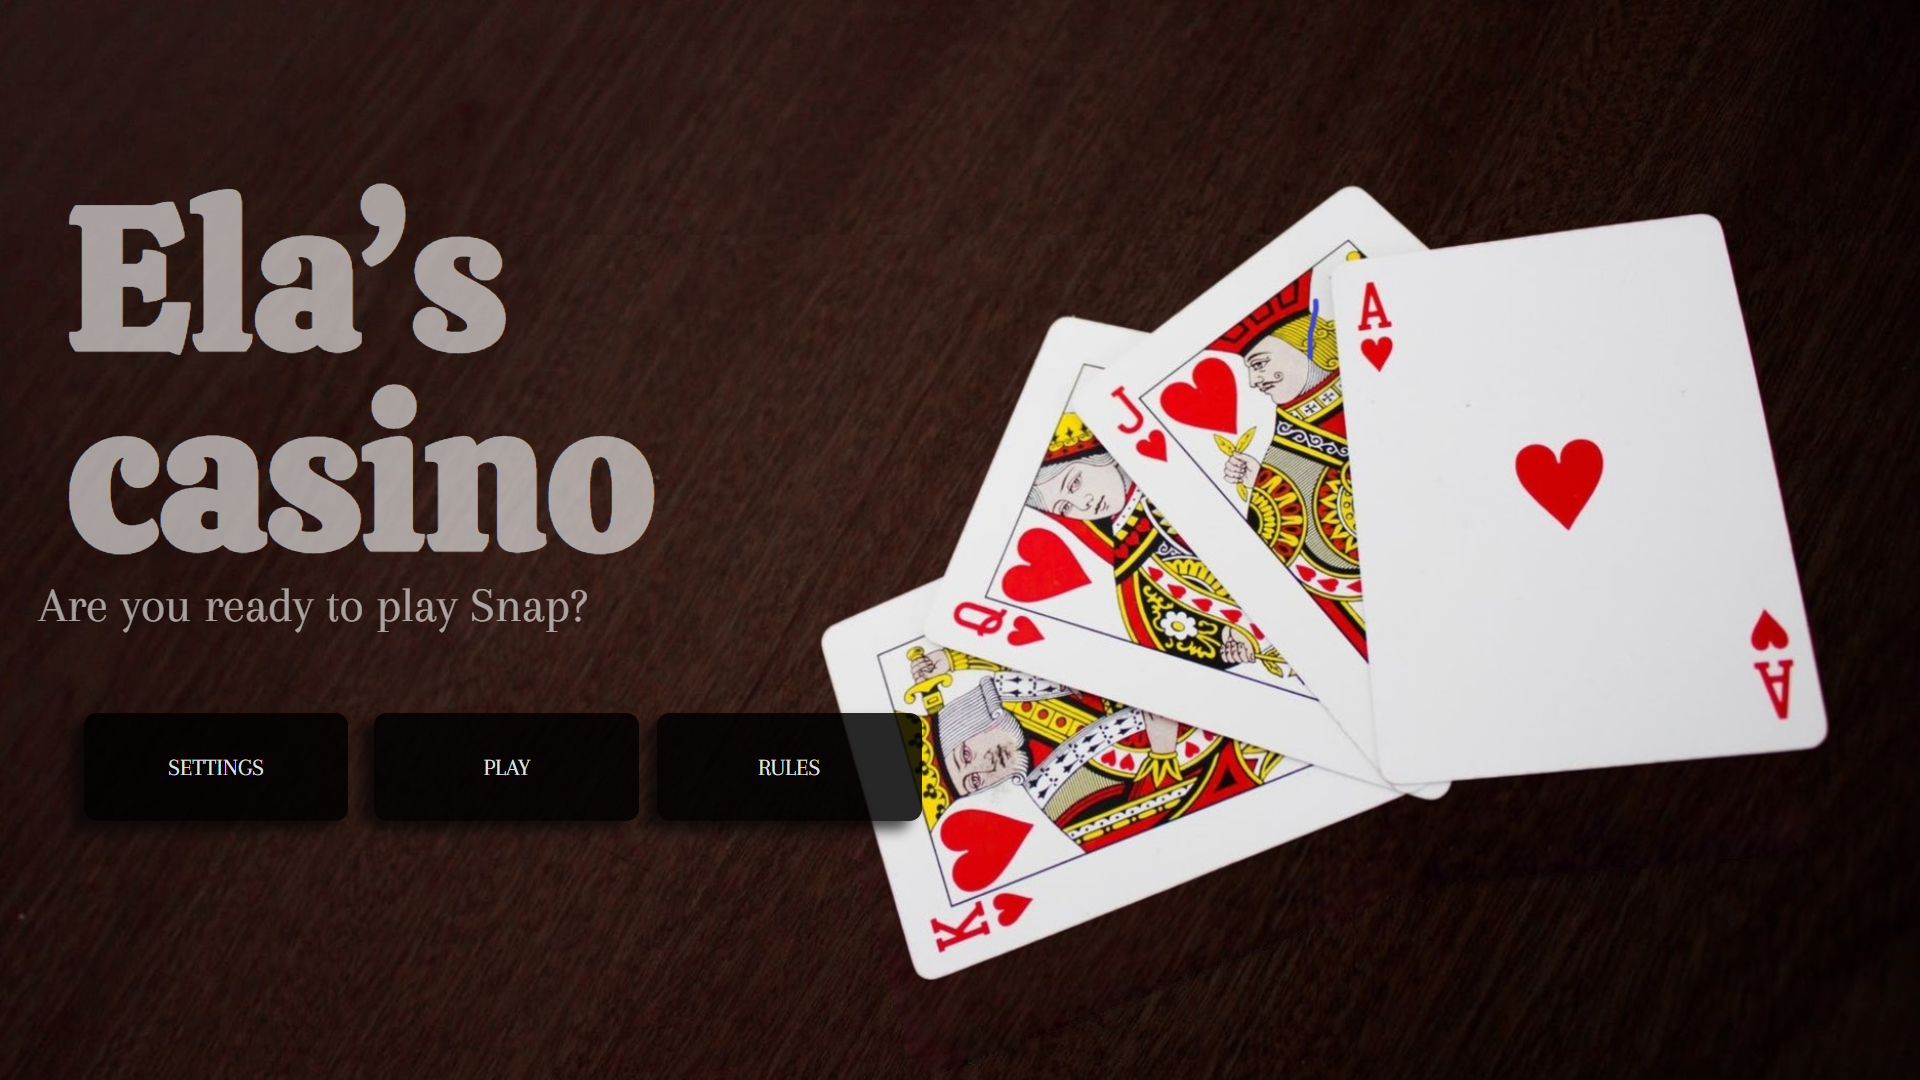 Ela’s
casino
Are you ready to play Snap?
SETTINGS PLAY RULES
A
J
Q
K
A